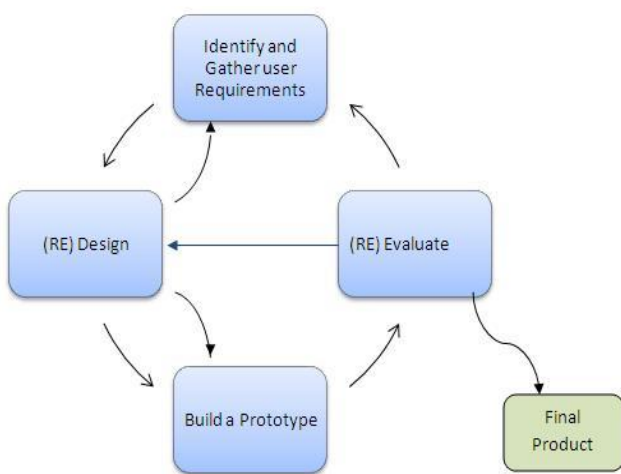 Identify and
Gather user
Requirements
(RE) Design
(RE) Evaluate
Build a Prototype
Final
Product